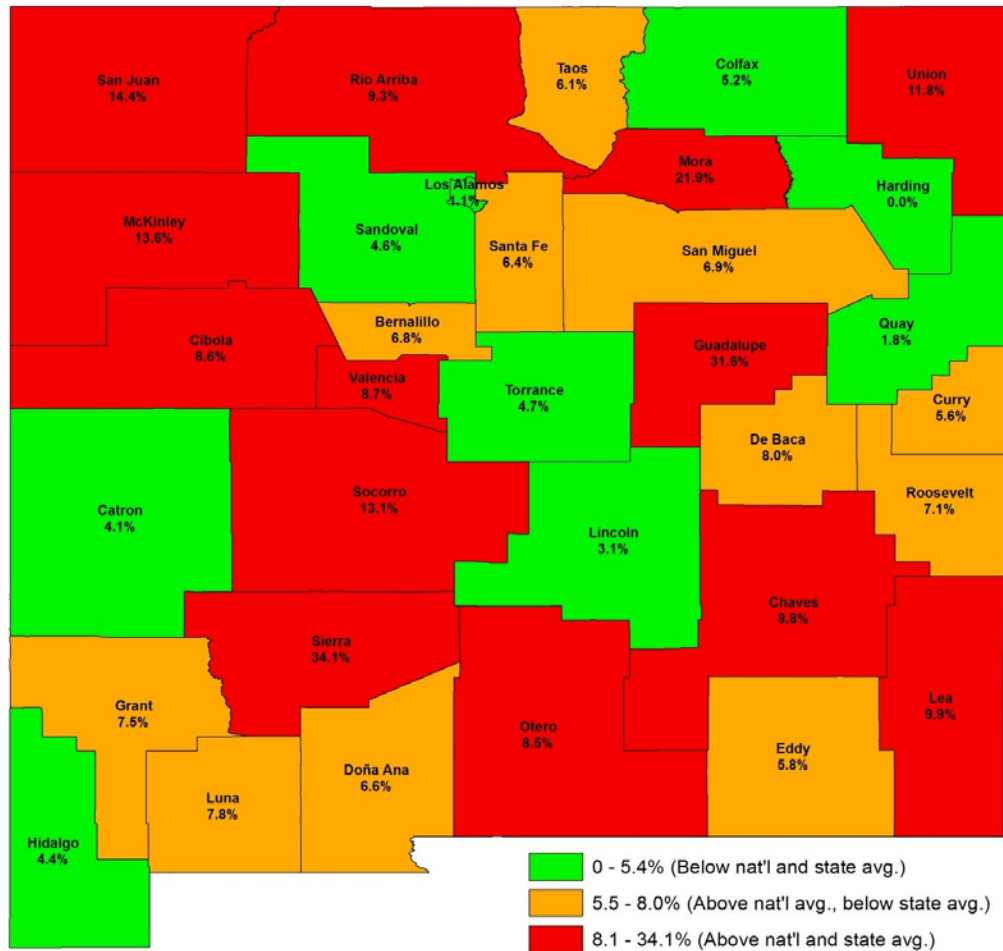 San Juan
14.4%
Rio Arriba
9.3%
Taos
6.1%
Colfax
5.2%
Union
11.8%
Mora
21.9%
Los Alamos
4.1%
Harding
0.0%
McKinley
13.6%
Sandoval
4.6%
Santa Fe
6.4%
San Miguel
6.9%
Bernalillo
6.8%
Quay
1.8%
Cibola
8.6%
Guadalupe
31.6%
Valencia
8.7%
Torrance
4.7%
Curry
5.6%
De Baca
8.0%
Roosevelt
7.1%
Socorro
13.1%
Catron
4.1%
Lincoln
3.1%
Chaves
8.8%
Sierra
34.1%
Lea
9.9%
Grant
7.5%
Otero
8.5%
Eddy
5.8%
Doña Ana
6.6%
Luna
7.8%
Hidalgo
4.4%
0 - 5.4% (Below nat'l and state avg.)
5.5 - 8.0% (Above nat'l avg., below state avg.)
8.1 - 34.1% (Above nat'l and state avg.)